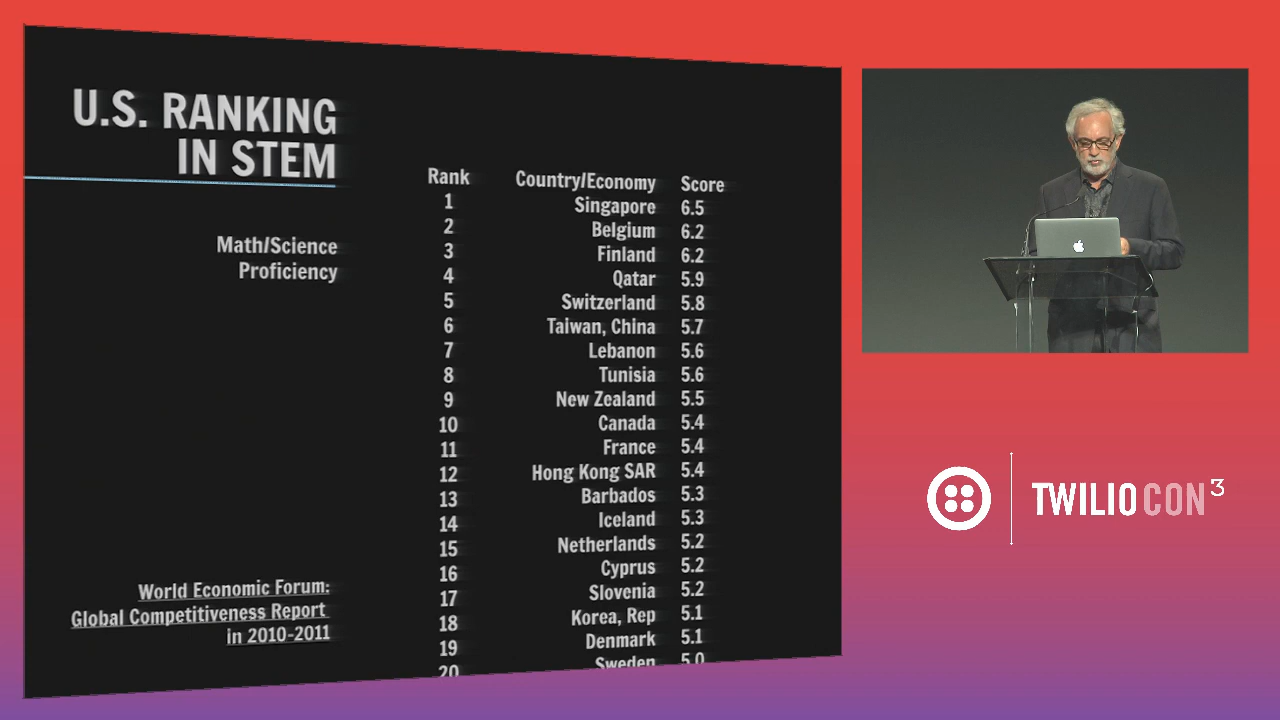 U.S. RANKING
IN STEM
Math/Science
Proficiency
World Economic Forum:
Global Competitiveness Report
in 2010-2011
Rank Country/Economy Score
1 Singapore 6.5
2 Belgium 6.2
3 Finland 6.2
4 Qatar 5.9
5 Switzerland 5.8
6 Taiwan, China 5.7
7 Lebanon 5.6
8 Tunisia 5.6
9 New Zealand 5.5
10 Canada 5.4
11 France 5.4
12 Hong Kong SAR 5.4
13 Barbados 5.3
14 Iceland 5.3
15 Netherlands 5.2
16 Cyprus 5.2
17 Slovenia 5.2
18 Korea, Rep 5.1
19 Denmark 5.1
20 Sweden 5.0
TWILIOCON3